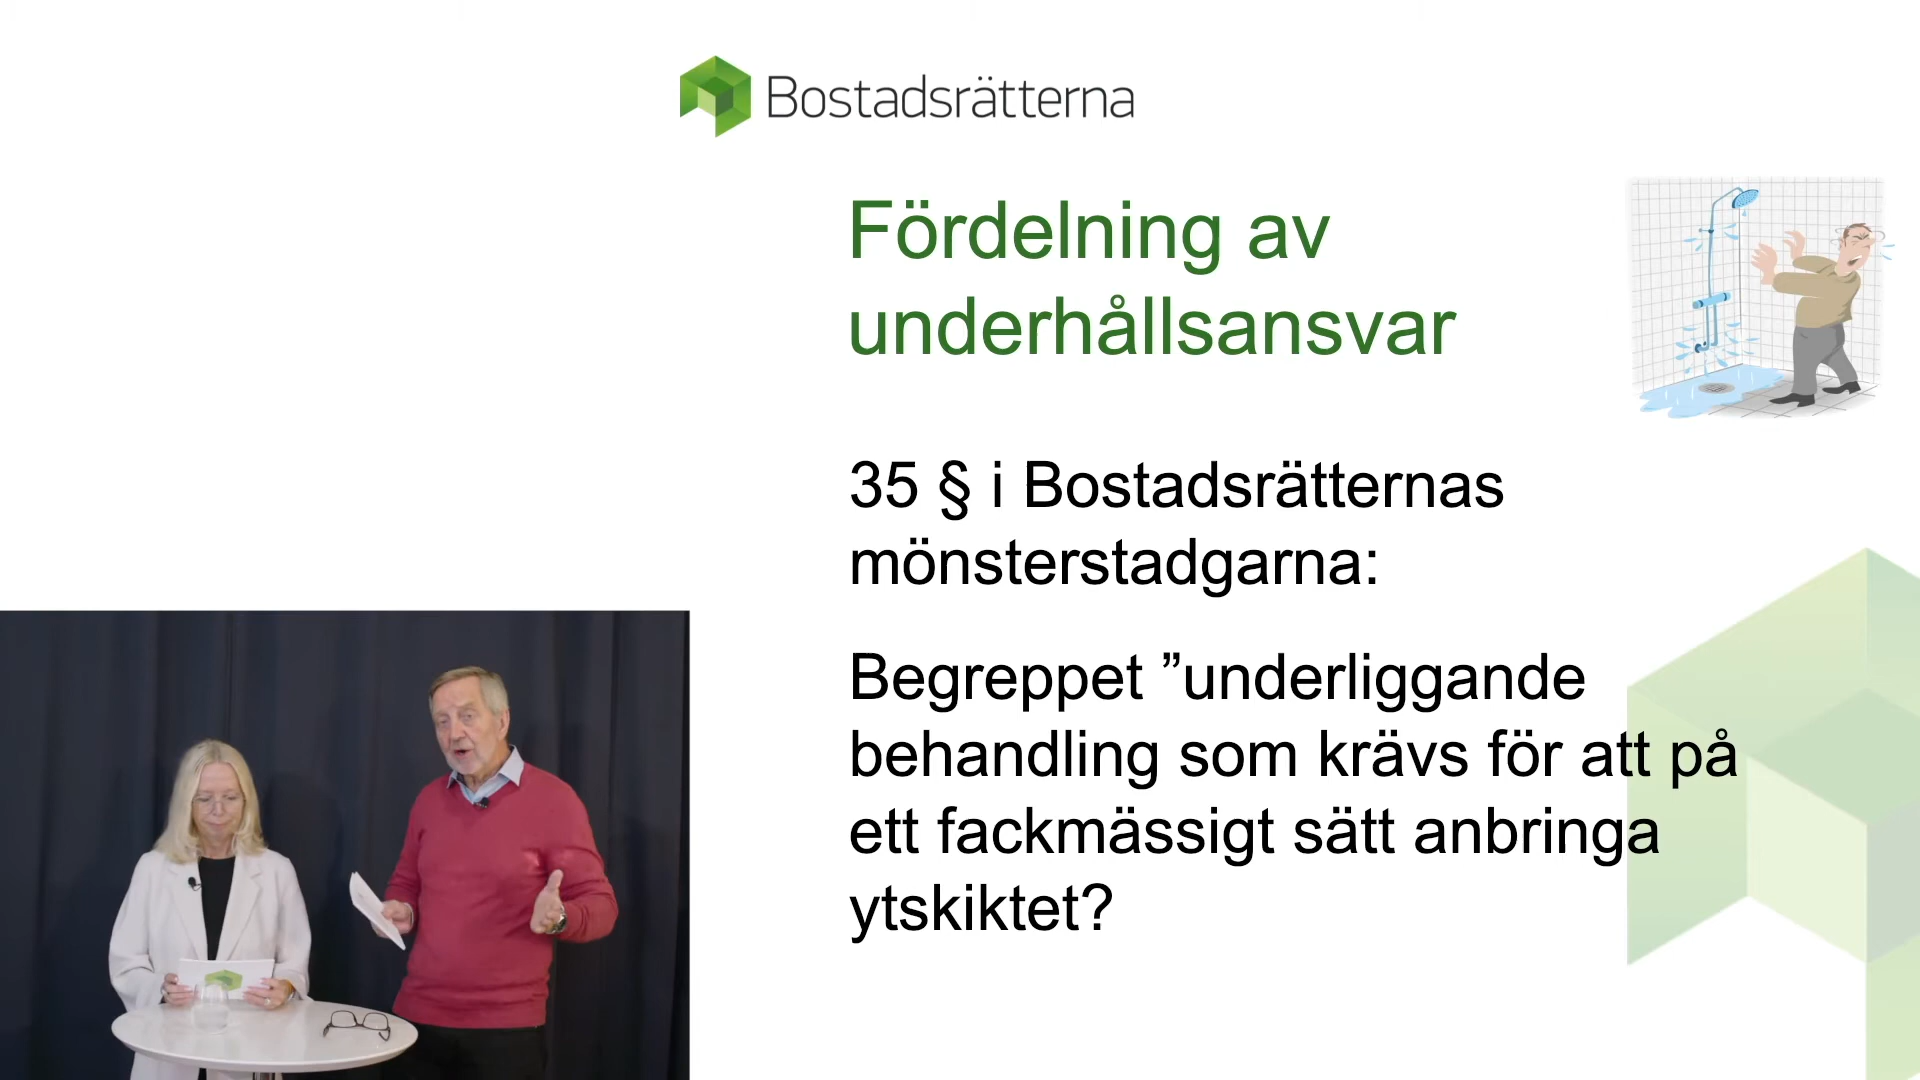 Bostadsrätterna
Fördelning av
underhållsansvar
35 § i Bostadsrätternas
mönsterstadgarna:
Begreppet ”underliggande
behandling som krävs för att på
ett fackmässigt sätt anbringa
ytskiktet?